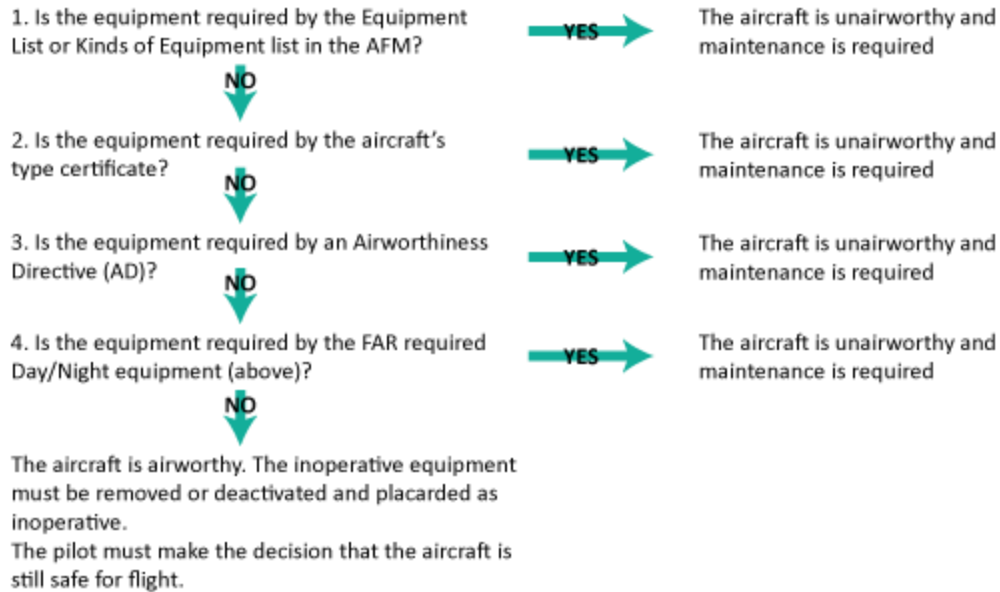 1. Is the equipment required by the Equipment
List or Kinds of Equipment list in the AFM?
YES
The aircraft is unairworthy and
maintenance is required
NO
2. Is the equipment required by the aircraft's
type certificate?
YES
The aircraft is unairworthy and
maintenance is required
NO
3. Is the equipment required by an Airworthiness
Directive (AD)?
YES
The aircraft is unairworthy and
maintenance is required
NO
4. Is the equipment required by the FAR required
Day/Night equipment (above)?
YES
The aircraft is unairworthy and
maintenance is required
NO
The aircraft is airworthy. The inoperative equipment
must be removed or deactivated and placarded as
inoperative.
The pilot must make the decision that the aircraft is
still safe for flight.